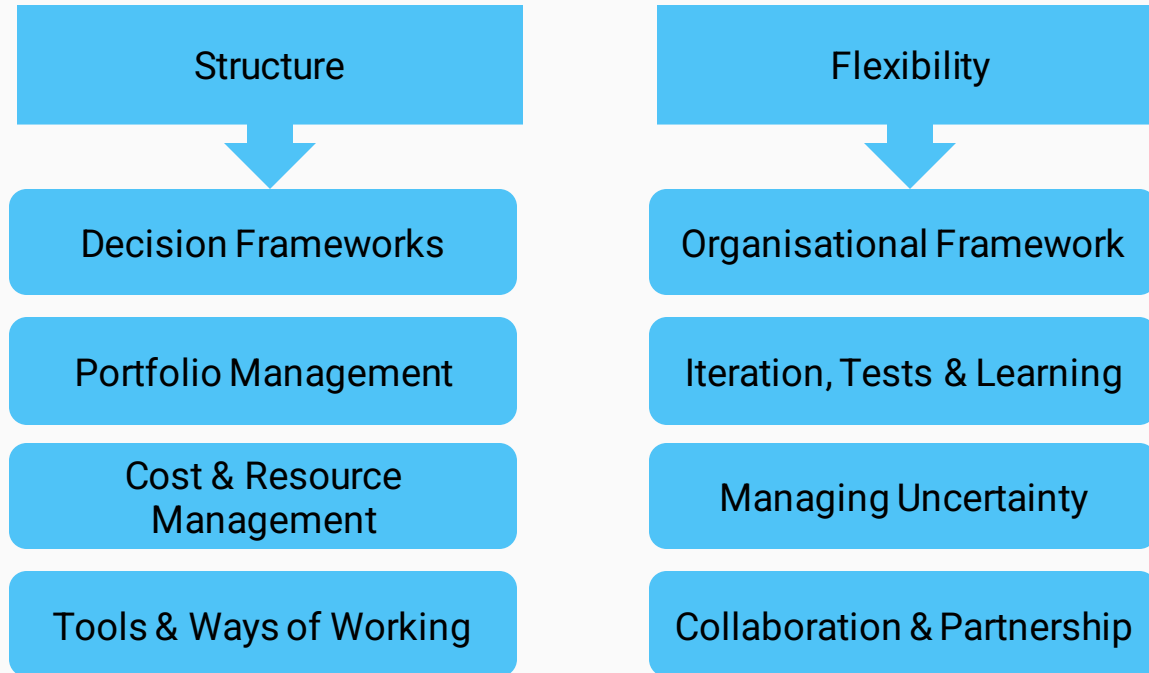 Structure
Decision Frameworks
Portfolio Management
Cost & Resource
Management
Tools & Ways of Working
Flexibility
Organisational Framework
Iteration, Tests & Learning
Managing Uncertainty
Collaboration & Partnership